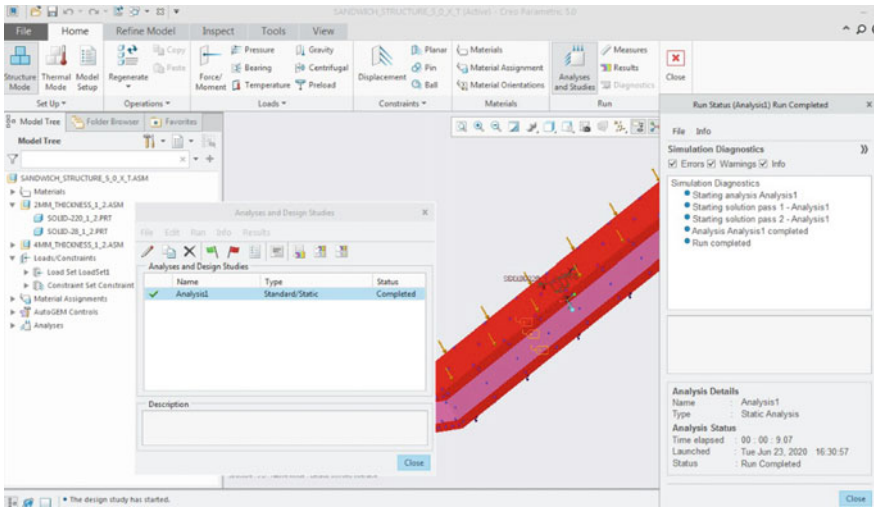 SANDWICH_STRUCTURE_5_0_X_T (Active) - Creo Parametric 5.0
File Home Refine Model Inspect Tools View
Structure Mode
Thermal Mode
Model Setup
Set Up
Regenerate
Copy
Paste
Operations
Force/Moment
Pressure
Bearing
Temperature
Gravity
Centrifugal
Preload
Loads
Displacement
Planar
Pin
Ball
Constraints
Materials
Material Assignment
Material Orientations
Materials
Analyses and Studies
Measures
Results
Diagnostics
Run
Close
Model Tree Folder Browser Favorites
Model Tree
SANDWICH_STRUCTURE_5_0_X_T.ASM
Materials
2MM_THICKNESS_1_2.ASM
SOLID-220_1_2.PRT
SOLID-28_1_2.PRT
4MM_THICKNESS_1_2.ASM
Loads/Constraints
Load Set LoadSet1
Constraint Set Constraint
Material Assignments
AutoGEM Controls
Analyses
Analyses and Design Studies
File Edit Run Info Results
Analyses and Design Studies
Name Type Status
Analysis1 Standard/Static Completed
Description
Close
Run Status (Analysis1) Run Completed
File Info
Simulation Diagnostics
Errors Warnings Info
Simulation Diagnostics
Starting analysis Analysis1
Starting solution pass 1 - Analysis1
Starting solution pass 2 - Analysis1
Analysis Analysis1 completed
Run completed
Analysis Details
Name : Analysis1
Type : Static Analysis
Analysis Status
Time elapsed : 00 : 00 : 9.07
Launched : Tue Jun 23, 2020 16:30:57
Status : Run Completed
Close
• The design study has started.